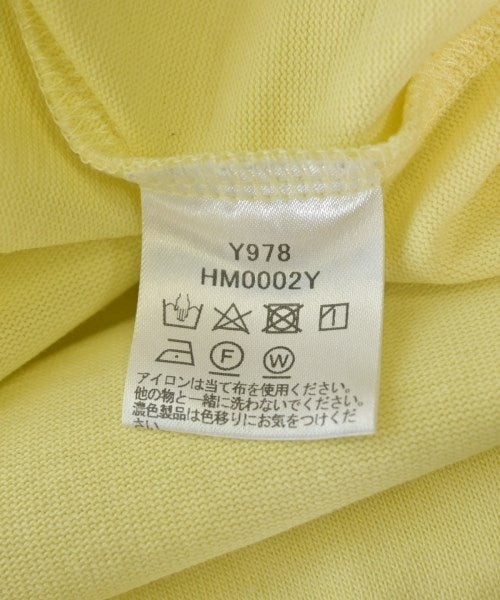 Y978
HM0002Y
F W
アイロンは当て布を使用ください。
他の物と一緒に洗わないでください。
濃色製品は色移りにお気をつけくだ
さい。